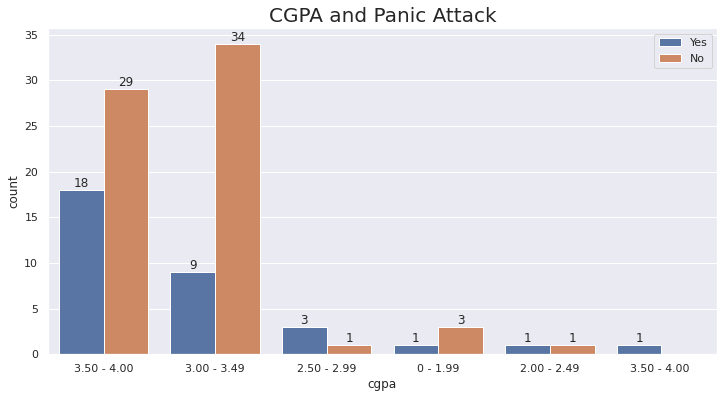 CGPA and Panic Attack
Yes
No
35
30
25
20
15
10
5
0
count
18
29
9
34
3
1
1
3
1
1
1
3.50 - 4.00
3.00 - 3.49
2.50 - 2.99
0 - 1.99
2.00 - 2.49
3.50 - 4.00
cgpa